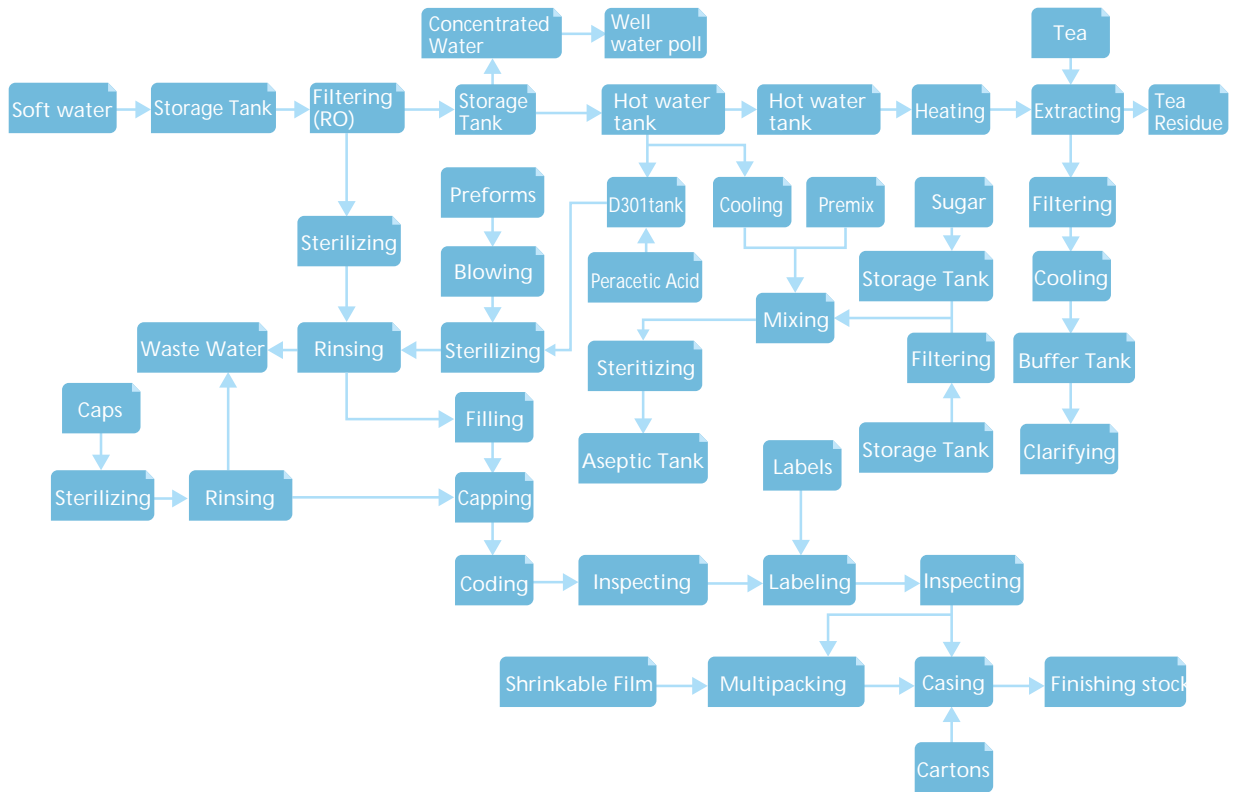 Concentrated
Water
Well
water poll
Tea
Soft water
Storage Tank
Filtering
(RO)
Storage
Tank
Hot water
tank
Hot water
tank
Heating
Extracting
Tea
Residue
Preforms
D301tank
Cooling
Premix
Sugar
Filtering
Sterilizing
Blowing
Peracetic Acid
Storage Tank
Cooling
Mixing
Waste Water
Rinsing
Sterilizing
Steritizing
Filtering
Buffer Tank
Caps
Filling
Aseptic Tank
Labels
Storage Tank
Clarifying
Sterilizing
Rinsing
Capping
Coding
Inspecting
Labeling
Inspecting
Shrinkable Film
Multipacking
Casing
Finishing stock
Cartons